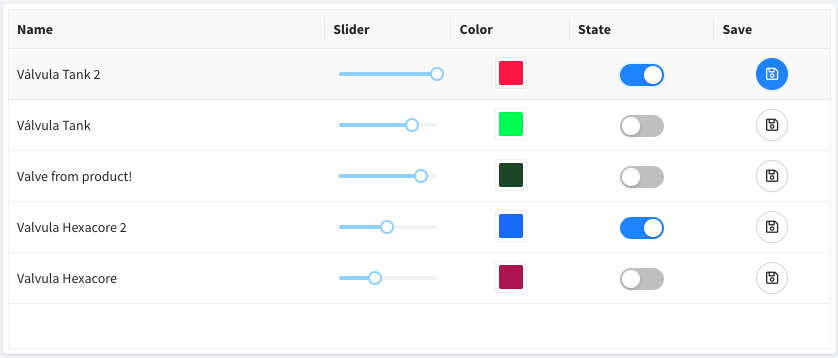 Name Slider Color State Save
Válvula Tank 2
Válvula Tank
Valve from product!
Valvula Hexacore 2
Valvula Hexacore